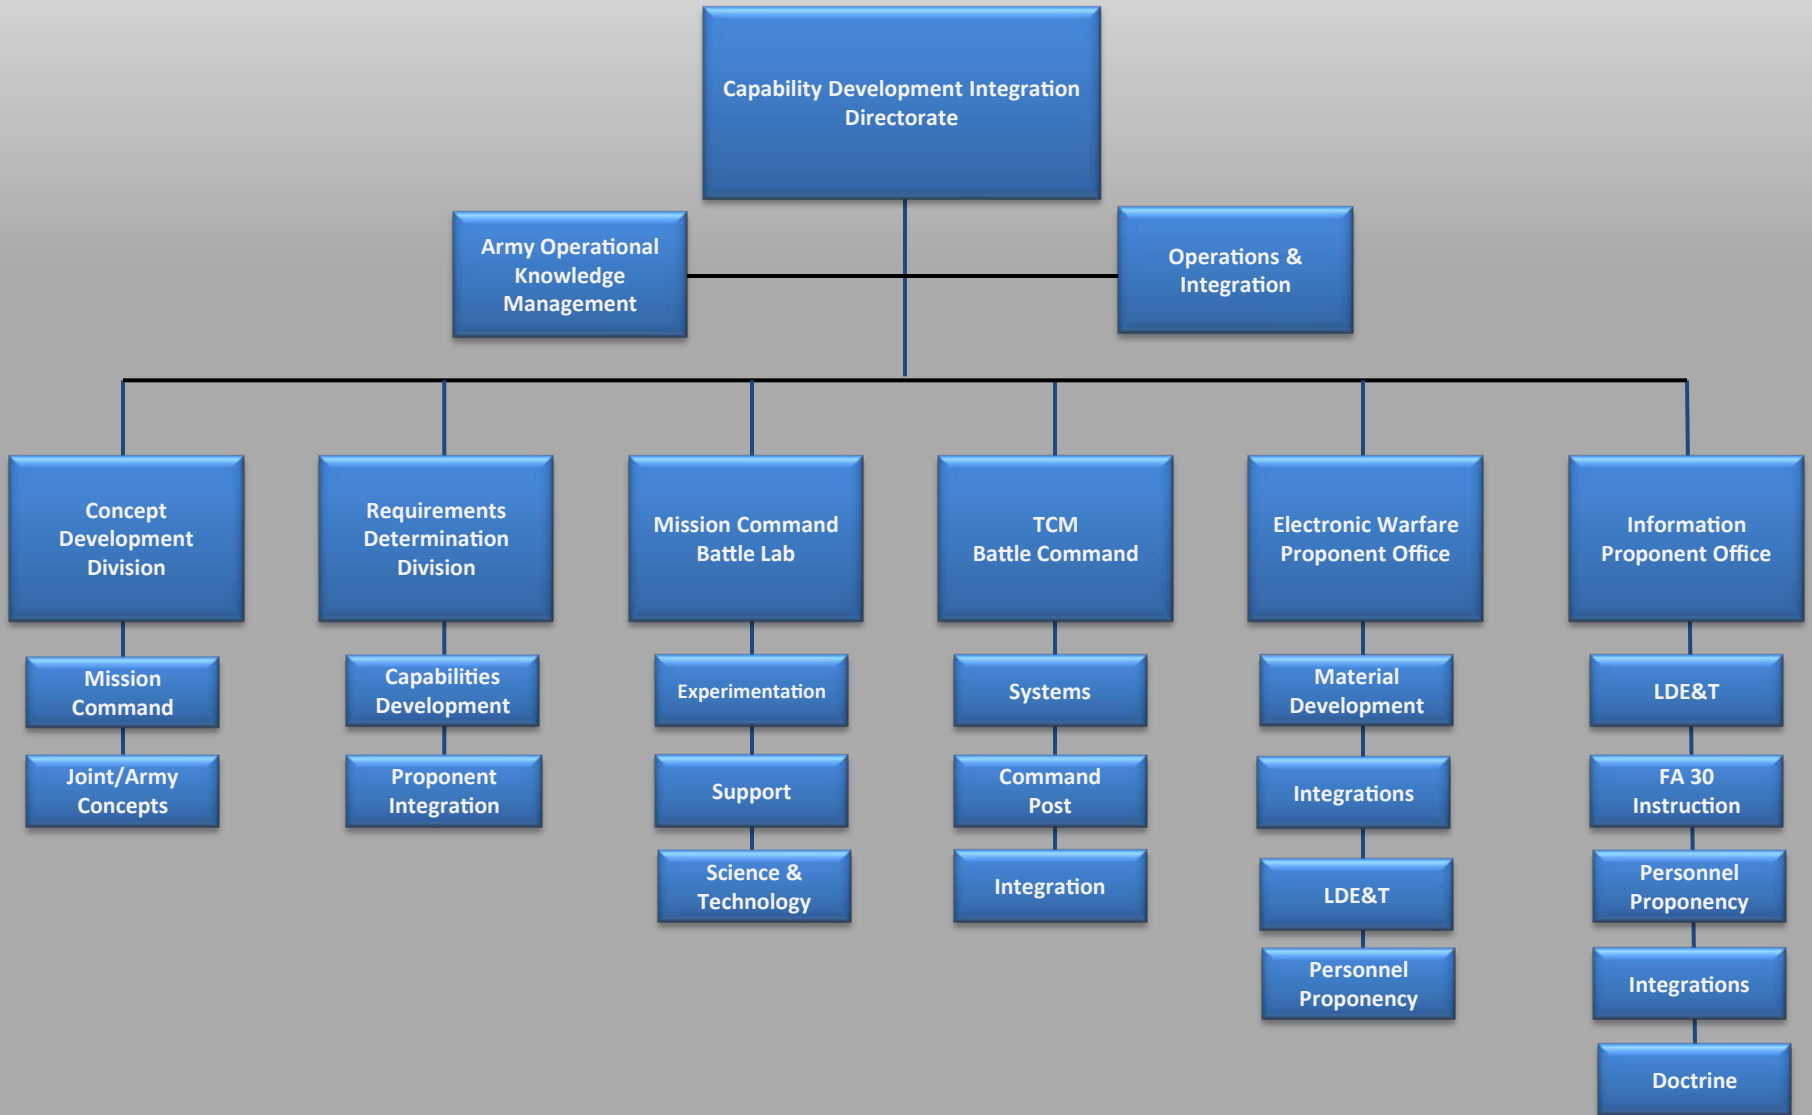 Capability Development Integration
Directorate
Army Operational
Knowledge
Management
Operations &
Integration
Concept
Development
Division
Requirements
Determination
Division
Mission Command
Battle Lab
TCM
Battle Command
Electronic Warfare
Proponent Office
Information
Proponent Office
Mission
Command
Capabilities
Development
Experimentation
Systems
Material
Development
LDE&T
Joint/Army
Concepts
Proponent
Integration
Support
Command
Post
Integrations
FA 30
Instruction
Science &
Technology
Integration
LDE&T
Personnel
Proponency
Personnel
Proponency
Integrations
Doctrine